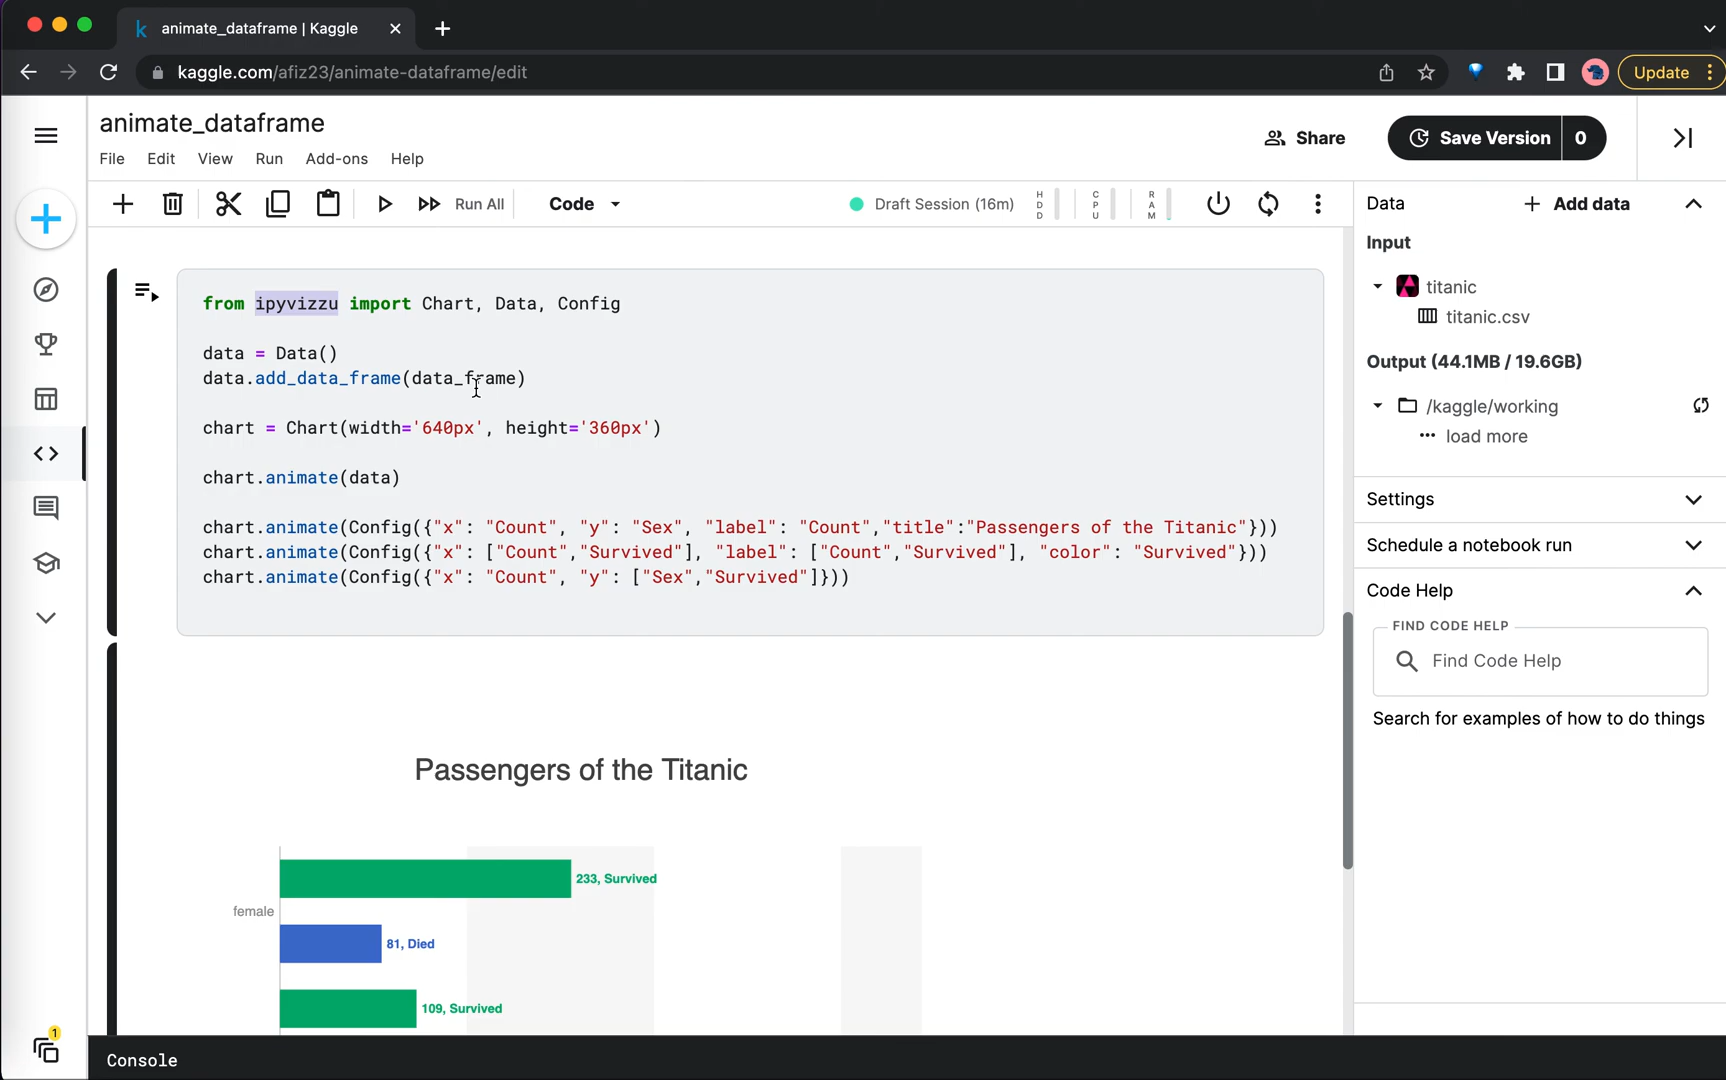 animate_dataframe | Kaggle
kaggle.com/afiz23/animate-dataframe/edit
Update
animate_dataframe
File Edit View Run Add-ons Help
Share
Save Version 0
Run All
Code
Draft Session (16m)
HDD
CPU
RAM
from ipyvizzu import Chart, Data, Config
data = Data()
data.add_data_frame(data_frame)
chart = Chart(width='640px', height='360px')
chart.animate(data)
chart.animate(Config({"x": "Count", "y": "Sex", "label": "Count","title":"Passengers of the Titanic"}))
chart.animate(Config({"x": ["Count","Survived"], "label": ["Count","Survived"], "color": "Survived"}))
chart.animate(Config({"x": "Count", "y": ["Sex","Survived"]}))
Passengers of the Titanic
233, Survived
female
81, Died
109, Survived
Data
+ Add data
Input
titanic
titanic.csv
Output (44.1MB / 19.6GB)
/kaggle/working
load more
Settings
Schedule a notebook run
Code Help
FIND CODE HELP
Find Code Help
Search for examples of how to do things
1
Console